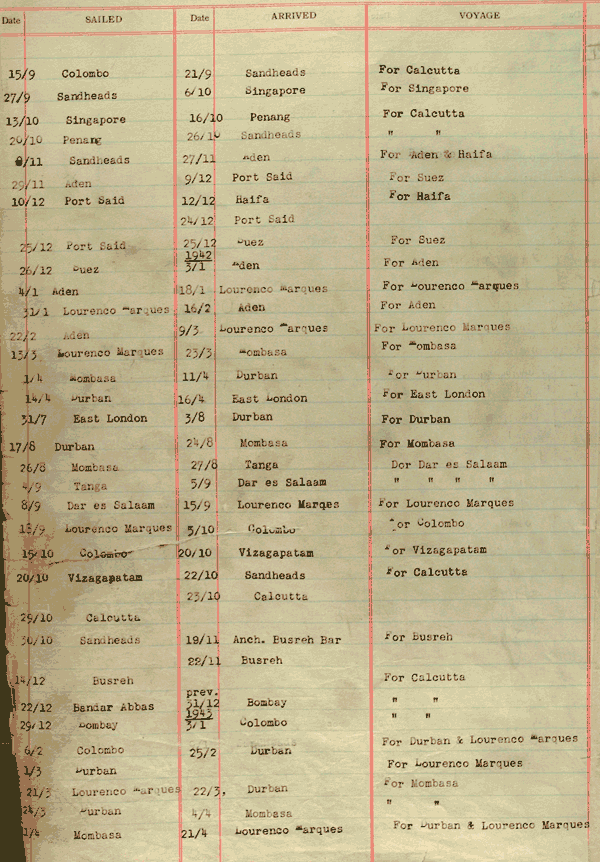 Date SAILED Date ARRIVED VOYAGE
15/9 Colombo 21/9 Sandheads For Calcutta
27/9 Sandheads 6/10 Singapore For Singapore
13/10 Singapore 16/10 Penang For Calcutta
20/10 Penang 26/10 Sandheads " "
/11 Sandheads 27/11 Aden For Aden & Haifa
29/11 Aden 9/12 Port Said For Suez
10/12 Port Said 12/12 Haifa For Haifa
24/12 Port Said
25/12 Port Said 25/12 Suez For Suez
1942
26/12 Suez 3/1 Aden For Aden
4/1 Aden 18/1 Lourenco Marques For Lourenco Marques
31/1 Lourenco Marques 16/2 Aden For Aden
22/2 Aden 9/3 Lourenco Marques For Lourenco Marques
13/3 Lourenco Marques 23/3 Mombasa For Mombasa
1/4 Mombasa 11/4 Durban For Durban
14/4 Durban 16/4 East London For East London
31/7 East London 3/8 Durban For Durban
17/8 Durban 24/8 Mombasa For Mombasa
26/8 Mombasa 27/8 Tanga Dor Dar es Salaam
4/9 Tanga 5/9 Dar es Salaam " " " "
8/9 Dar es Salaam 15/9 Lourenco Marqes For Lourenco Marques
18/9 Lourenco Marques 5/10 Colombo For Colombo
15/10 Colombo 20/10 Vizagapatam For Vizagapatam
20/10 Vizagapatam 22/10 Sandheads For Calcutta
23/10 Calcutta
29/10 Calcutta
30/10 Sandheads 19/11 Anch. Busreh Bar For Busreh
22/11 Busreh
14/12 Busreh For Calcutta
prev.
22/12 Bandar Abbas 31/12 Bombay " "
1943
29/12 Bombay 3/1 Colombo " "
6/2 Colombo 25/2 Durban For Durban & Lourenco Marques
1/3 Durban For Lourenco Marques
21/3 Lourenco Marques 22/3, Durban For Mombasa
24/3 Durban 4/4 Mombasa " "
1/4 Mombasa 21/4 Lourenco Marques For Durban & Lourenco Marques